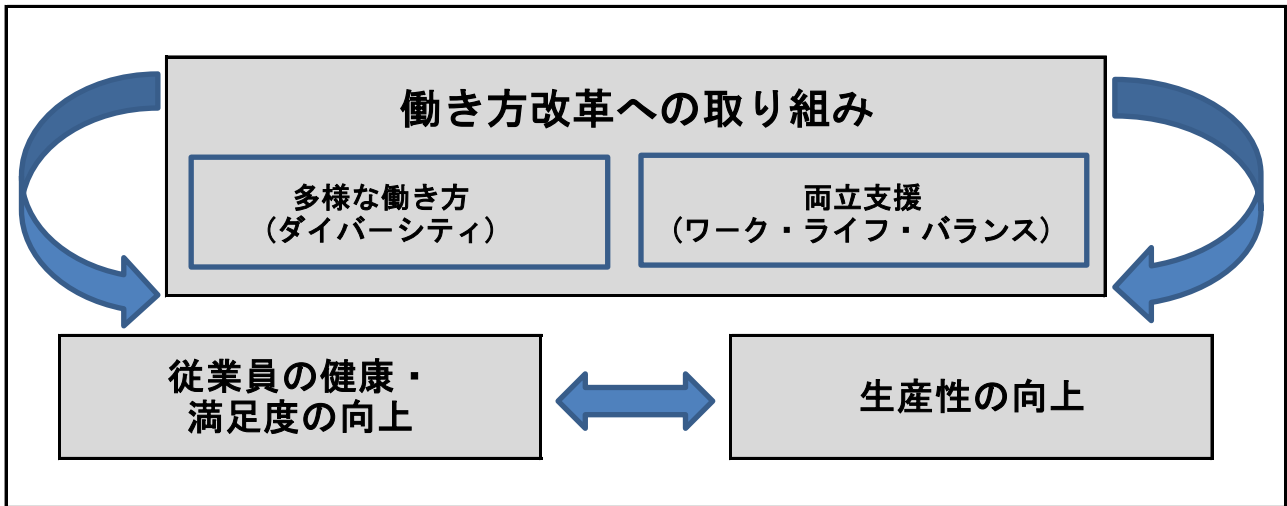 働き方改革への取り組み
多様な働き方
(ダイバーシティ)
両立支援
(ワーク・ライフ・バランス)
従業員の健康・
満足度の向上
生産性の向上